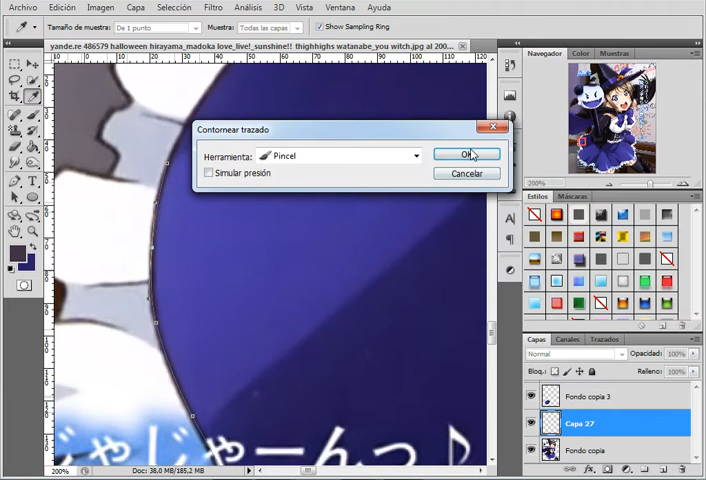 Archivo Edición Imagen Capa Selección Filtro Análisis 3D Vista Ventana Ayuda
Tamaño de muestra: De 1 punto Muestra: Todas las capas Show Sampling Ring
yande.re 486579 halloween hirayama_madoka love_live!_sunshine!! thighhighs watanabe_you witch.jpg al 200...
Navegador Color Muestras
Contornear trazado
Herramienta: Pincel OK
Simular presión Cancelar
200%
Estilos Máscaras
Capas Canales Trazados
Normal Opacidad: 100%
Bloq.: Relleno: 100%
Fondo copia 3
Capa 27
Fondo copia
じゃじゃーんっ♪
200% Doc: 38,0 MB/185,2 MB